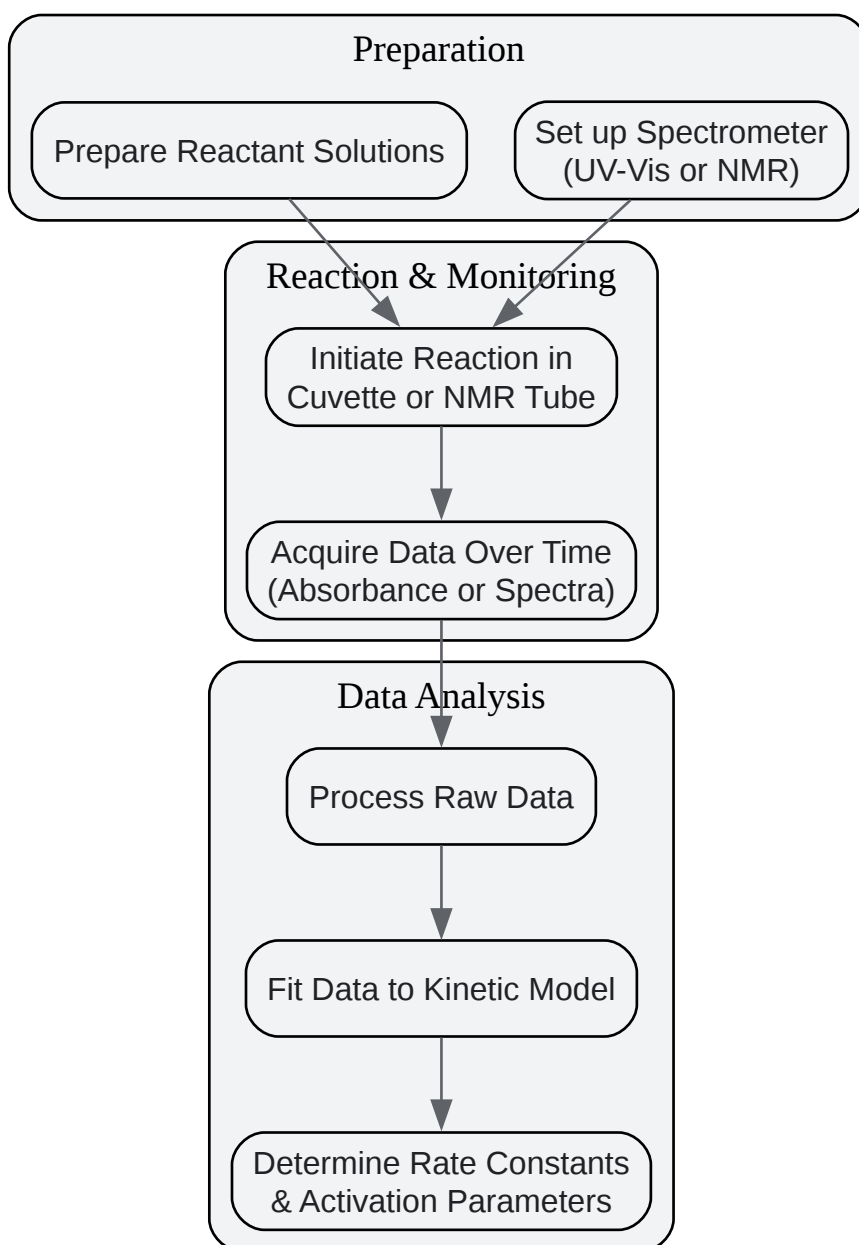 Preparation
Prepare Reactant Solutions
Set up Spectrometer
(UV-Vis or NMR)
Reaction & Monitoring
Initiate Reaction in
Cuvette or NMR Tube
Acquire Data Over Time
(Absorbance or Spectra)
Data Analysis
Process Raw Data
Fit Data to Kinetic Model
Determine Rate Constants
& Activation Parameters